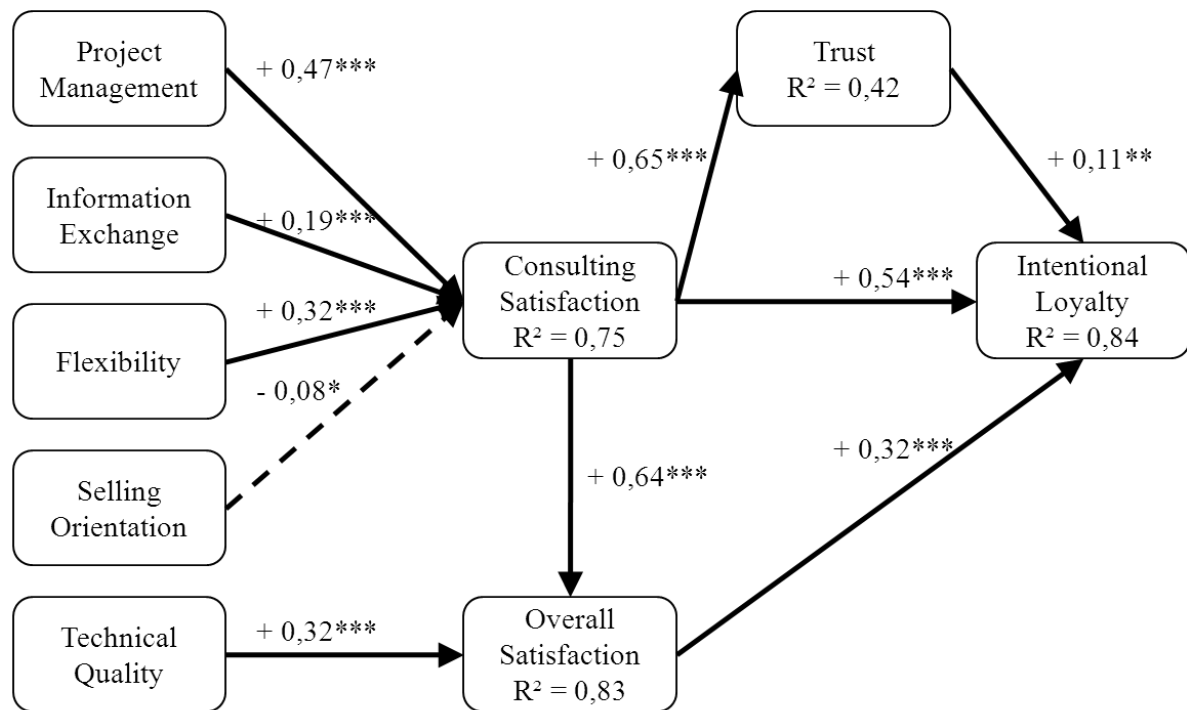 Project
Management
+ 0,47***
Trust
R² = 0,42
Information
Exchange
+ 0,19***
+ 0,65***
+ 0,11**
Consulting
Satisfaction
R² = 0,75
+ 0,54***
Intentional
Loyalty
R² = 0,84
Flexibility
+ 0,32***
- 0,08*
Selling
Orientation
+ 0,64***
+ 0,32***
Technical
Quality
+ 0,32***
Overall
Satisfaction
R² = 0,83